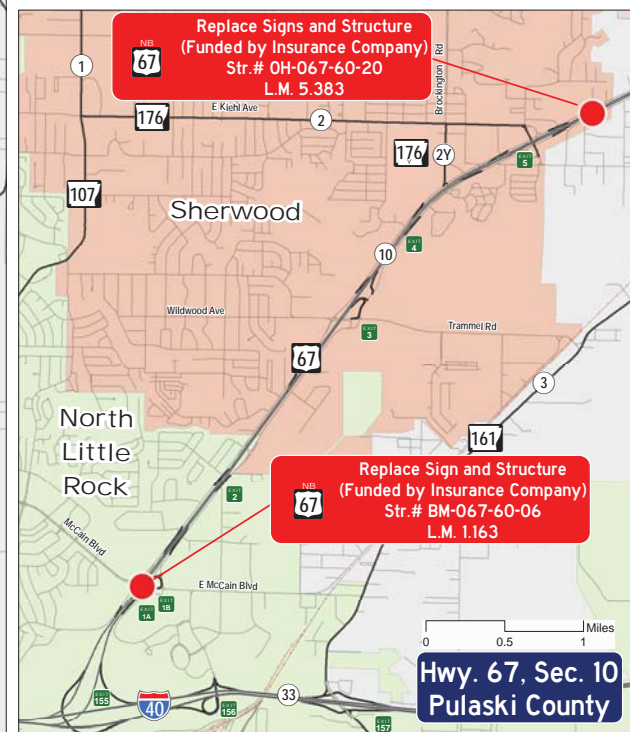 Replace Signs and Structure
(Funded by Insurance Company)
Str.# OH-067-60-20
L.M. 5.383
NB
67
1
Brockington Rd
E Kiehl Ave
176
2
176
Y
2Y
EXIT
5
107
Sherwood
EXIT
4
10
Wildwood Ave
EXIT
3
Trammel Rd
67
3
North
Little
Rock
161
Replace Sign and Structure
(Funded by Insurance Company)
Str.# BM-067-60-06
L.M. 1.163
NB
67
EXIT
2
McCain Blvd
E McCain Blvd
EXIT
1A
EXIT
1B
0 0.5 1 Miles
Hwy. 67, Sec. 10
Pulaski County
EXIT
155
40
EXIT
156
33
EXIT
157